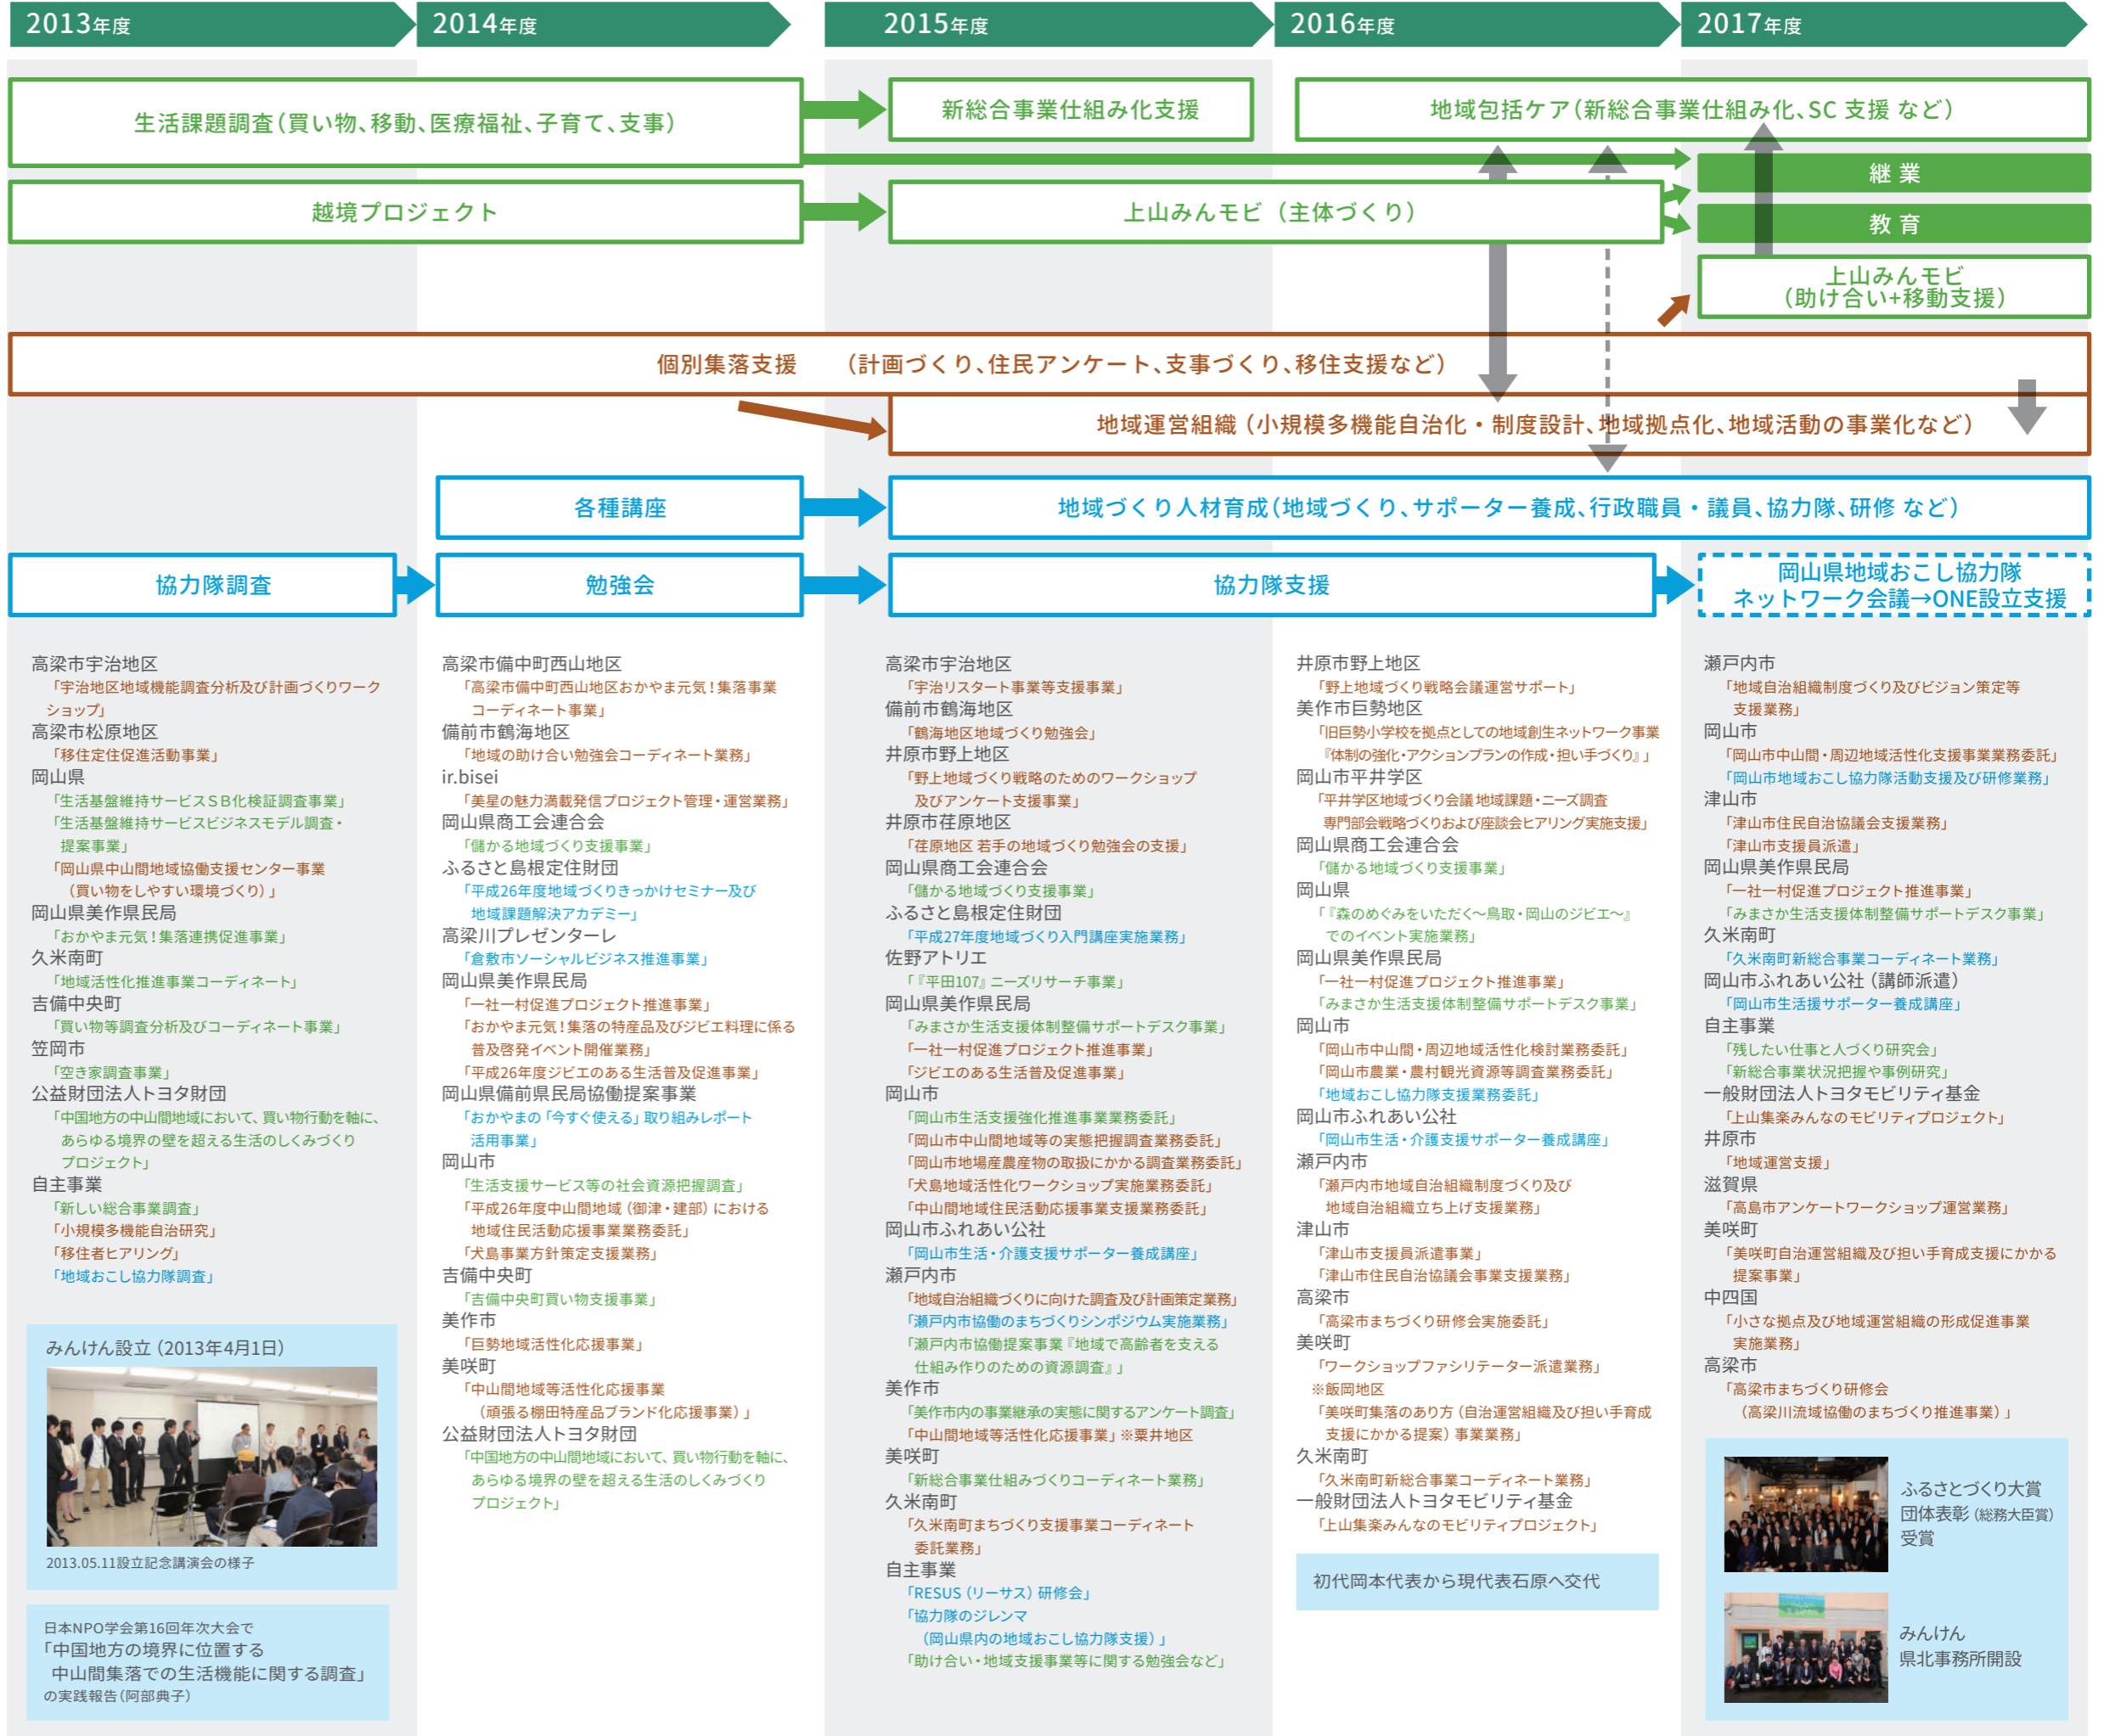 2013年度
2014年度
2015年度
2016年度
2017年度
生活課題調査(買い物、移動、医療福祉、子育て、支事)
新総合事業仕組み化支援
地域包括ケア(新総合事業仕組み化、SC 支援 など)
継 業
越境プロジェクト
上山みんモビ（主体づくり）
教 育
上山みんモビ
（助け合い+移動支援）
個別集落支援　（計画づくり、住民アンケート、支事づくり、移住支援など）
地域運営組織（小規模多機能自治化・制度設計、地域拠点化、地域活動の事業化など）
各種講座
地域づくり人材育成(地域づくり、サポーター養成、行政職員・議員、協力隊、研修 など)
協力隊調査
勉強会
協力隊支援
岡山県地域おこし協力隊
ネットワーク会議→ONE設立支援
高梁市宇治地区
「宇治地区地域機能調査分析及び計画づくりワーク
ショップ」
高梁市松原地区
「移住定住促進活動事業」
岡山県
「生活基盤維持サービスＳＢ化検証調査事業」
「生活基盤維持サービスビジネスモデル調査・
提案事業」
「岡山県中山間地域協働支援センター事業
（買い物をしやすい環境づくり）」
岡山県美作県民局
「おかやま元気！集落連携促進事業」
久米南町
「地域活性化推進事業コーディネート」
吉備中央町
「買い物等調査分析及びコーディネート事業」
笠岡市
「空き家調査事業」
公益財団法人トヨタ財団
「中国地方の中山間地域において、買い物行動を軸に、
あらゆる境界の壁を超える生活のしくみづくり
プロジェクト」
自主事業
「新しい総合事業調査」
「小規模多機能自治研究」
「移住者ヒアリング」
「地域おこし協力隊調査」
みんけん設立（2013年4月1日）
2013.05.11設立記念講演会の様子
日本NPO学会第16回年次大会で
「中国地方の境界に位置する
中山間集落での生活機能に関する調査」
の実践報告(阿部典子)
高梁市備中町西山地区
「高梁市備中町西山地区おかやま元気！集落事業
コーディネート事業」
備前市鶴海地区
「地域の助け合い勉強会コーディネート業務」
ir.bisei
「美星の魅力満載発信プロジェクト管理・運営業務」
岡山県商工会連合会
「儲かる地域づくり支援事業」
ふるさと島根定住財団
「平成26年度地域づくりきっかけセミナー及び
地域課題解決アカデミー」
高梁川プレゼンターレ
「倉敷市ソーシャルビジネス推進事業」
岡山県美作県民局
「一社一村促進プロジェクト推進事業」
「おかやま元気！集落の特産品及びジビエ料理に係る
普及啓発イベント開催業務」
「平成26年度ジビエのある生活普及促進事業」
岡山県備前県民局協働提案事業
「おかやまの「今すぐ使える」取り組みレポート
活用事業」
岡山市
「生活支援サービス等の社会資源把握調査」
「平成26年度中山間地域（御津・建部）における
地域住民活動応援事業業務委託」
「犬島事業方針策定支援業務」
吉備中央町
「吉備中央町買い物支援事業」
美作市
「巨勢地域活性化応援事業」
美咲町
「中山間地域等活性化応援事業
（頑張る棚田特産品ブランド化応援事業）」
公益財団法人トヨタ財団
「中国地方の中山間地域において、買い物行動を軸に、
あらゆる境界の壁を超える生活のしくみづくり
プロジェクト」
高梁市宇治地区
「宇治リスタート事業等支援事業」
備前市鶴海地区
「鶴海地区地域づくり勉強会」
井原市野上地区
「野上地域づくり戦略のためのワークショップ
及びアンケート支援事業」
井原市荏原地区
「荏原地区 若手の地域づくり勉強会の支援」
岡山県商工会連合会
「儲かる地域づくり支援事業」
ふるさと島根定住財団
「平成27年度地域づくり入門講座実施業務」
佐野アトリエ
「『平田107』ニーズリサーチ事業」
岡山県美作県民局
「みまさか生活支援体制整備サポートデスク事業」
「一社一村促進プロジェクト推進事業」
「ジビエのある生活普及促進事業」
岡山市
「岡山市生活支援強化推進事業業務委託」
「岡山市中山間地域等の実態把握調査業務委託」
「岡山市地場産農産物の取扱にかかる調査業務委託」
「犬島地域活性化ワークショップ実施業務委託」
「中山間地域住民活動応援事業支援業務委託」
岡山市ふれあい公社
「岡山市生活・介護支援サポーター養成講座」
瀬戸内市
「地域自治組織づくりに向けた調査及び計画策定業務」
「瀬戸内市協働のまちづくりシンポジウム実施業務」
「瀬戸内市協働提案事業『地域で高齢者を支える
仕組み作りのための資源調査』」
美作市
「美作市内の事業継承の実態に関するアンケート調査」
「中山間地域等活性化応援事業」※粟井地区
美咲町
「新総合事業仕組みづくりコーディネート業務」
久米南町
「久米南町まちづくり支援事業コーディネート
委託業務」
自主事業
「RESUS（リーサス）研修会」
「協力隊のジレンマ
（岡山県内の地域おこし協力隊支援）」
「助け合い・地域支援事業等に関する勉強会など」
井原市野上地区
「野上地域づくり戦略会議運営サポート」
美作市巨勢地区
「旧巨勢小学校を拠点としての地域創生ネットワーク事業
『体制の強化・アクションプランの作成・担い手づくり』」
岡山市平井学区
「平井学区地域づくり会議 地域課題・ニーズ調査
専門部会戦略づくりおよび座談会ヒアリング実施支援」
岡山県商工会連合会
「儲かる地域づくり支援事業」
岡山県
「『森のめぐみをいただく〜鳥取・岡山のジビエ〜』
でのイベント実施業務」
岡山県美作県民局
「一社一村促進プロジェクト推進事業」
「みまさか生活支援体制整備サポートデスク事業」
岡山市
「岡山市中山間・周辺地域活性化検討業務委託」
「岡山市農業・農村観光資源等調査業務委託」
「地域おこし協力隊支援業務委託」
岡山市ふれあい公社
「岡山市生活・介護支援サポーター養成講座」
瀬戸内市
「瀬戸内市地域自治組織制度づくり及び
地域自治組織立ち上げ支援業務」
津山市
「津山市支援員派遣事業」
「津山市住民自治協議会事業支援業務」
高梁市
「高梁市まちづくり研修会実施委託」
美咲町
「ワークショップファシリテーター派遣業務」
※飯岡地区
「美咲町集落のあり方（自治運営組織及び担い手育成
支援にかかる提案）事業業務」
久米南町
「久米南町新総合事業コーディネート業務」
一般財団法人トヨタモビリティ基金
「上山集楽みんなのモビリティプロジェクト」
初代岡本代表から現代表石原へ交代
瀬戸内市
「地域自治組織制度づくり及びビジョン策定等
支援業務」
岡山市
「岡山市中山間・周辺地域活性化支援事業業務委託」
「岡山市地域おこし協力隊活動支援及び研修業務」
津山市
「津山市住民自治協議会支援業務」
「津山市支援員派遣」
岡山県美作県民局
「一社一村促進プロジェクト推進事業」
「みまさか生活支援体制整備サポートデスク事業」
久米南町
「久米南町新総合事業コーディネート業務」
岡山市ふれあい公社（講師派遣）
「岡山市生活援サポーター養成講座」
自主事業
「残したい仕事と人づくり研究会」
「新総合事業状況把握や事例研究」
一般財団法人トヨタモビリティ基金
「上山集楽みんなのモビリティプロジェクト」
井原市
「地域運営支援」
滋賀県
「高島市アンケートワークショップ運営業務」
美咲町
「美咲町自治運営組織及び担い手育成支援にかかる
提案事業」
中四国
「小さな拠点及び地域運営組織の形成促進事業
実施業務」
高梁市
「高梁市まちづくり研修会
（高梁川流域協働のまちづくり推進事業）」
ふるさとづくり大賞
団体表彰（総務大臣賞）
受賞
みんけん
県北事務所開設